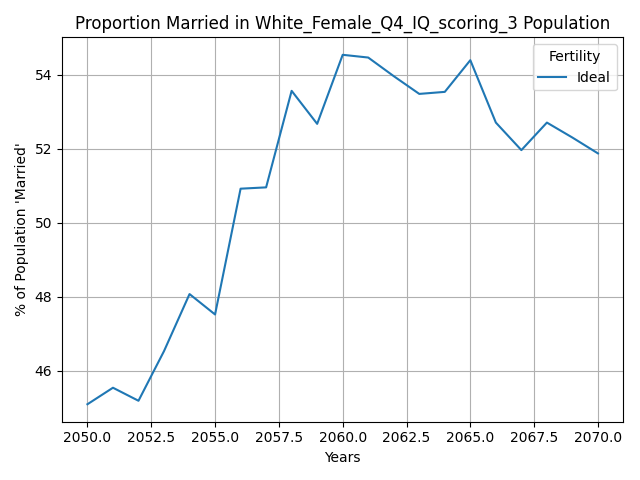 Proportion Married in White_Female_Q4_IQ_scoring_3 Population
Fertility
Ideal
% of Population 'Married'
54
52
50
48
46
2050.0 2052.5 2055.0 2057.5 2060.0 2062.5 2065.0 2067.5 2070.0
Years